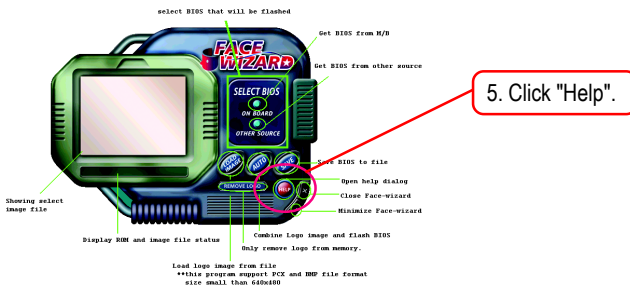 select BIOS that will be flashed
Get BIOS from M/B
FACE
WIZARD
Get BIOS from other source
SELECT BIOS
ON BOARD
OTHER SOURCE
5. Click "Help".
LOAD IMAGE
AUTO
SAVE
Save BIOS to file
REMOVE LOGO
HELP
Open help dialog
Close Face-wizard
Minimize Face-wizard
Showing select
image file
Display ROM and image file status
Combine Logo image and flash BIOS
Only remove logo from memory.
Load logo image from file
**this program support PCX and BMP file format
size small than 640x480